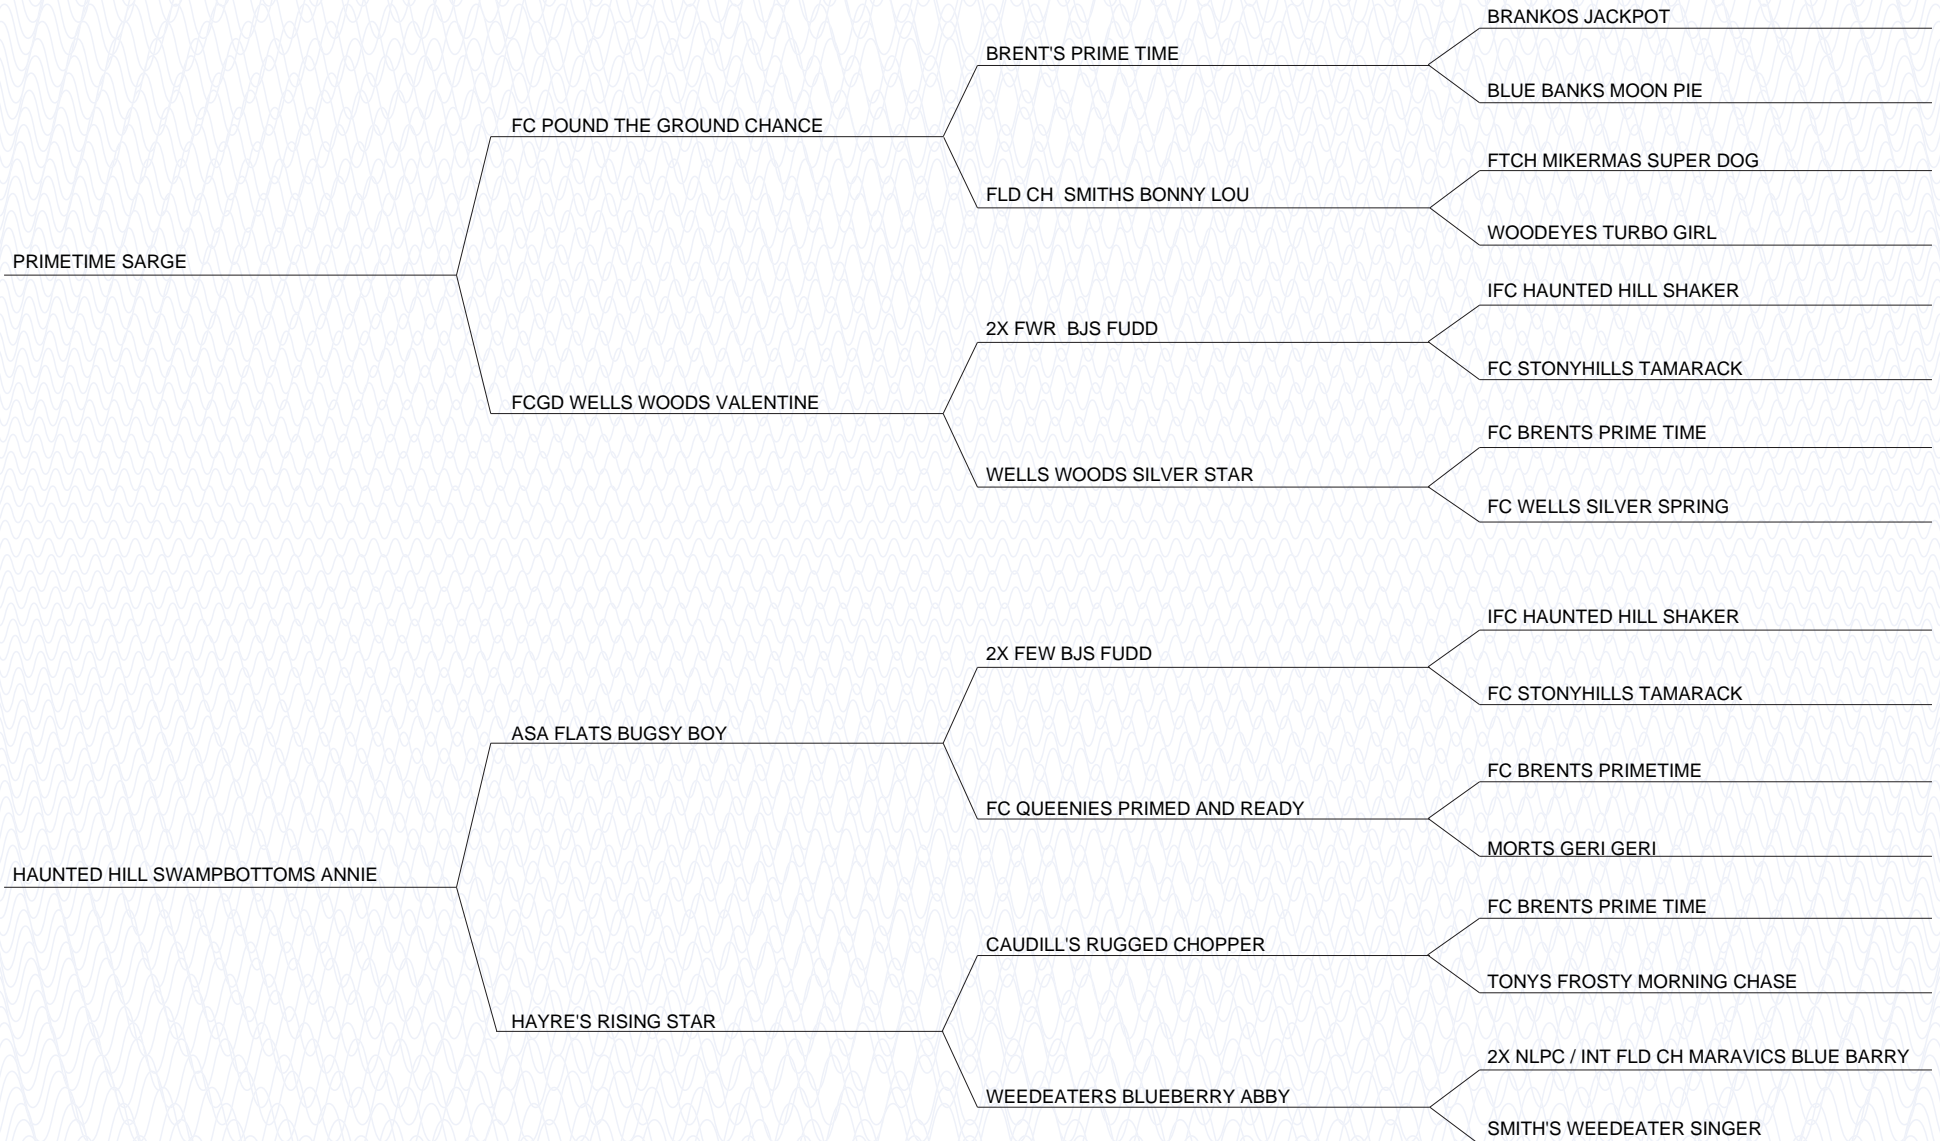 BRANKOS JACKPOT
BRENT'S PRIME TIME
BLUE BANKS MOON PIE
FC POUND THE GROUND CHANCE
FTCH MIKERMAS SUPER DOG
FLD CH  SMITHS BONNY LOU
WOODEYES TURBO GIRL
PRIMETIME SARGE
IFC HAUNTED HILL SHAKER
2X FWR  BJS FUDD
FC STONYHILLS TAMARACK
FCGD WELLS WOODS VALENTINE
FC BRENTS PRIME TIME
WELLS WOODS SILVER STAR
FC WELLS SILVER SPRING
IFC HAUNTED HILL SHAKER
2X FEW BJS FUDD
FC STONYHILLS TAMARACK
ASA FLATS BUGSY BOY
FC BRENTS PRIMETIME
FC QUEENIES PRIMED AND READY
MORTS GERI GERI
HAUNTED HILL SWAMPBOTTOMS ANNIE
FC BRENTS PRIME TIME
CAUDILL'S RUGGED CHOPPER
TONYS FROSTY MORNING CHASE
HAYRE'S RISING STAR
2X NLPC / INT FLD CH MARAVICS BLUE BARRY
WEEDEATERS BLUEBERRY ABBY
SMITH'S WEEDEATER SINGER